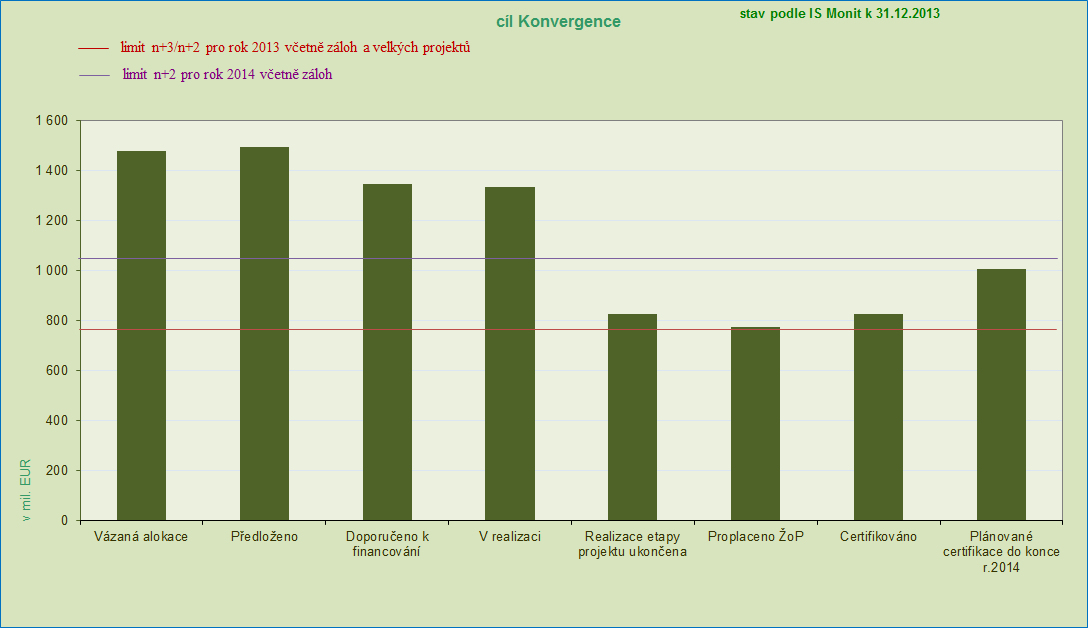 cíl Konvergence
stav podle IS Monit k 31.12.2013
limit n+3/n+2 pro rok 2013 včetně záloh a velkých projektů
limit n+2 pro rok 2014 včetně záloh
1 600
1 400
1 200
1 000
800
600
400
200
0
v mil. EUR
Vázaná alokace
Předloženo
Doporučeno k
financování
V realizaci
Realizace etapy
projektu ukončena
Proplaceno ŽoP
Certifikováno
Plánované
certifikace do konce
r.2014